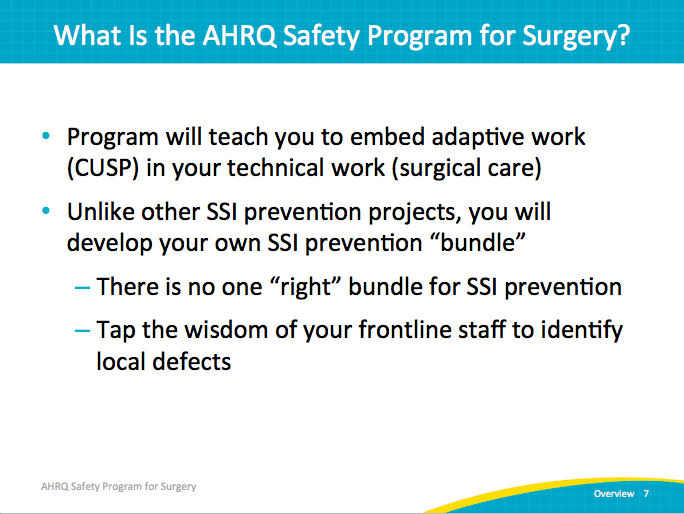 What Is the AHRQ Safety Program for Surgery?
• Program will teach you to embed adaptive work
(CUSP) in your technical work (surgical care)
• Unlike other SSI prevention projects, you will
develop your own SSI prevention “bundle”
– There is no one “right” bundle for SSI prevention
– Tap the wisdom of your frontline staff to identify
local defects
AHRQ Safety Program for Surgery
Overview 7